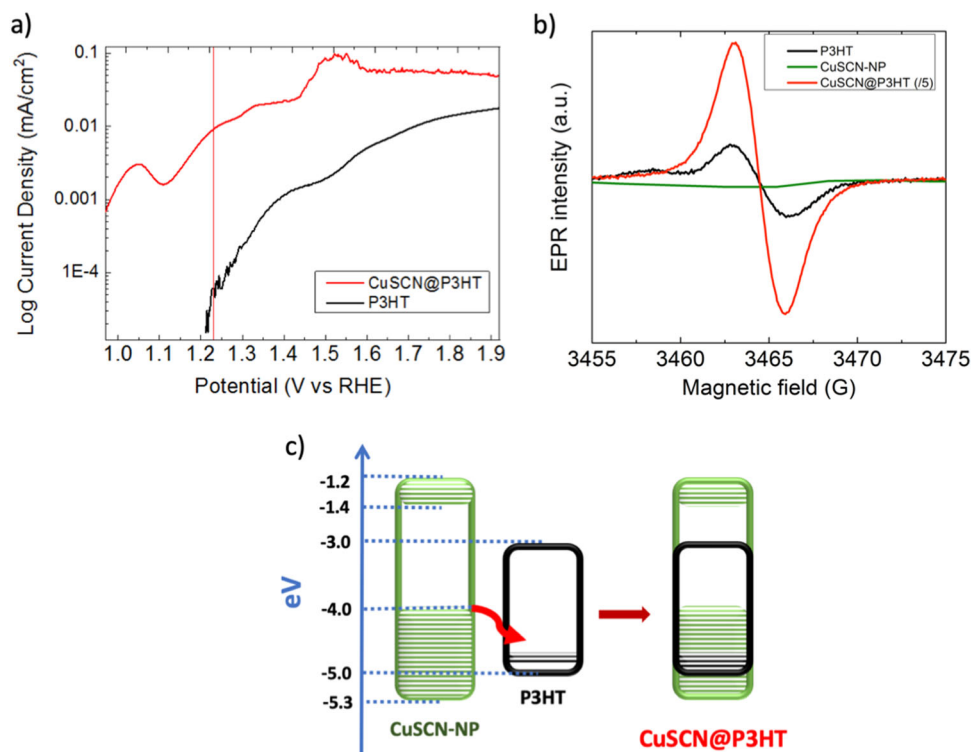 a)
Log Current Density (mA/cm²)
0.1
0.01
0.001
1E-4
CuSCN@P3HT
P3HT
1.0 1.1 1.2 1.3 1.4 1.5 1.6 1.7 1.8 1.9
Potential (V vs RHE)
b)
EPR intensity (a.u.)
P3HT
CuSCN-NP
CuSCN@P3HT (/5)
3455 3460 3465 3470 3475
Magnetic field (G)
c)
eV
-1.2
-1.4
-3.0
-4.0
-5.0
-5.3
CuSCN-NP
P3HT
CuSCN@P3HT